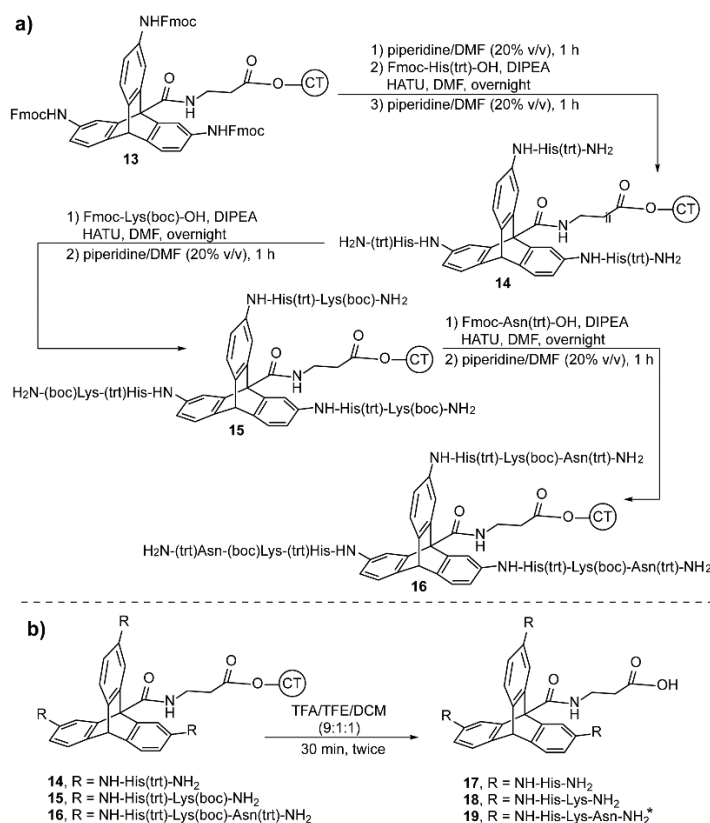 a)
NHFmoc
FmocHN
O
N
H
O
O
CT
NHFmoc
13
1) piperidine/DMF (20% v/v), 1 h
2) Fmoc-His(trt)-OH, DIPEA
HATU, DMF, overnight
3) piperidine/DMF (20% v/v), 1 h
NH-His(trt)-NH2
O
N
H
O
O
CT
H2N-(trt)His-HN
NH-His(trt)-NH2
14
1) Fmoc-Lys(boc)-OH, DIPEA
HATU, DMF, overnight
2) piperidine/DMF (20% v/v), 1 h
NH-His(trt)-Lys(boc)-NH2
O
N
H
O
O
CT
H2N-(boc)Lys-(trt)His-HN
NH-His(trt)-Lys(boc)-NH2
15
1) Fmoc-Asn(trt)-OH, DIPEA
HATU, DMF, overnight
2) piperidine/DMF (20% v/v), 1 h
NH-His(trt)-Lys(boc)-Asn(trt)-NH2
O
N
H
O
O
CT
H2N-(trt)Asn-(boc)Lys-(trt)His-HN
NH-His(trt)-Lys(boc)-Asn(trt)-NH2
16
b)
R
O
N
H
O
O
CT
R
R
14, R = NH-His(trt)-NH2
15, R = NH-His(trt)-Lys(boc)-NH2
16, R = NH-His(trt)-Lys(boc)-Asn(trt)-NH2
TFA/TFE/DCM
(9:1:1)
30 min, twice
R
O
N
H
O
OH
R
R
17, R = NH-His-NH2
18, R = NH-His-Lys-NH2
19, R = NH-His-Lys-Asn-NH2*